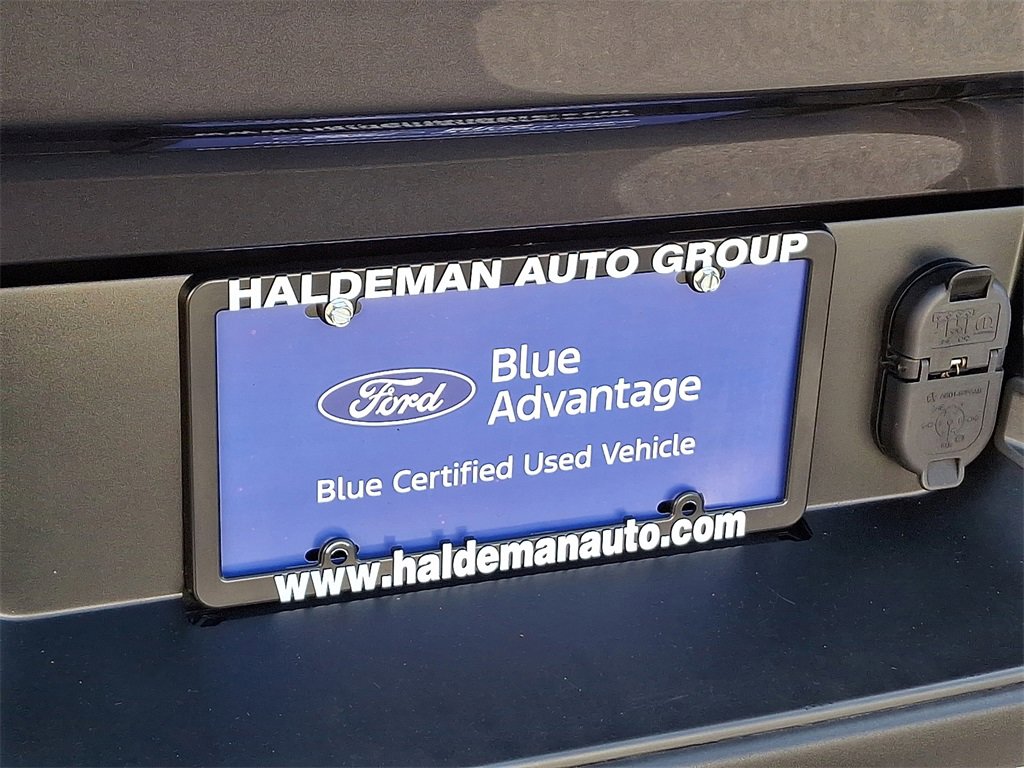 HALDEMAN AUTO GROUP
Ford
Blue
Advantage
Blue Certified Used Vehicle
www.haldemanauto.com